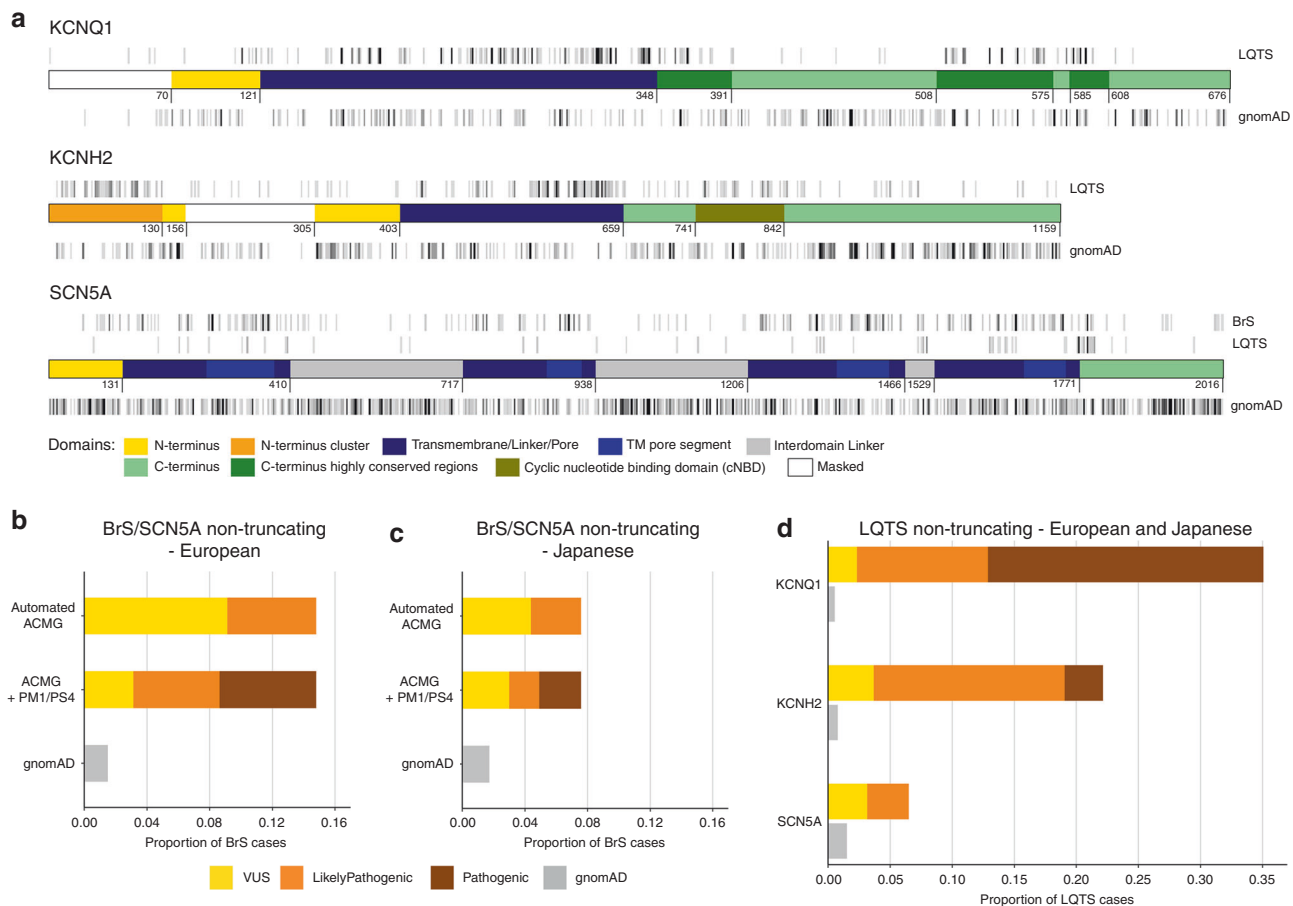 a
KCNQ1
LQTS
70 121 348 391 508 575 585 608 676
gnomAD
KCNH2
LQTS
130 156 305 403 659 741 842 1159
gnomAD
SCN5A
BrS
LQTS
131 410 717 938 1206 1466 1529 1771 2016
gnomAD
Domains: N-terminus N-terminus cluster Transmembrane/Linker/Pore TM pore segment Interdomain Linker
C-terminus C-terminus highly conserved regions Cyclic nucleotide binding domain (cNBD) Masked
b
BrS/SCN5A non-truncating
- European
Automated
ACMG
ACMG
+ PM1/PS4
gnomAD
0.00 0.04 0.08 0.12 0.16
Proportion of BrS cases
c
BrS/SCN5A non-truncating
- Japanese
Automated
ACMG
ACMG
+ PM1/PS4
gnomAD
0.00 0.04 0.08 0.12 0.16
Proportion of BrS cases
d
LQTS non-truncating - European and Japanese
KCNQ1
KCNH2
SCN5A
0.00 0.05 0.10 0.15 0.20 0.25 0.30 0.35
Proportion of LQTS cases
VUS LikelyPathogenic Pathogenic gnomAD